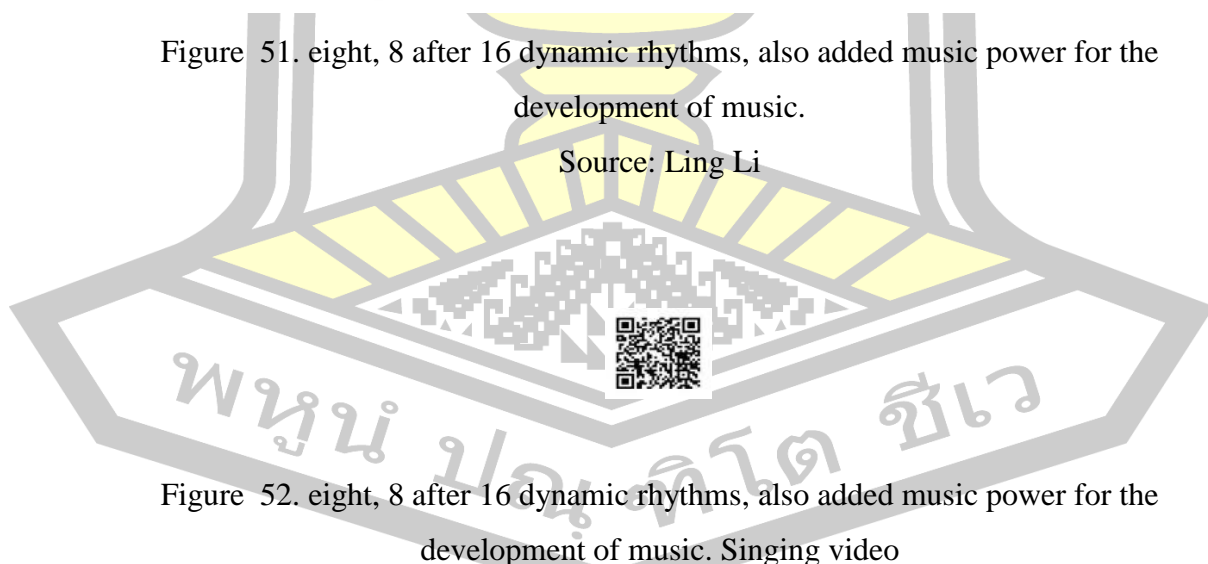 Figure 51. eight, 8 after 16 dynamic rhythms, also added music power for the
development of music.
Source: Ling Li
พหูนํ ปณฺฑิโต ชีเว
Figure 52. eight, 8 after 16 dynamic rhythms, also added music power for the
development of music. Singing video